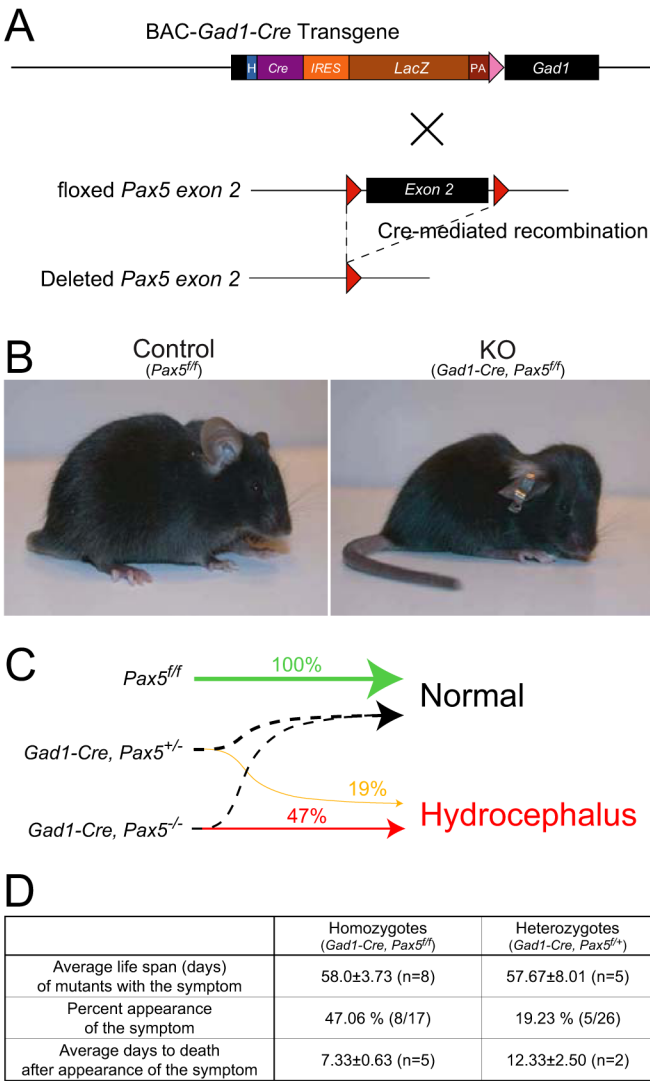 A
BAC-Gad1-Cre Transgene
H Cre IRES LacZ PA Gad1
floxed Pax5 exon 2
Exon 2
Cre-mediated recombination
Deleted Pax5 exon 2
B
Control
(Pax5f/f)
KO
(Gad1-Cre, Pax5f/f)
C
Pax5f/f
100%
Normal
Gad1-Cre, Pax5+/-
19%
Hydrocephalus
47%
Gad1-Cre, Pax5-/-
D
Homozygotes
(Gad1-Cre, Pax5f/f)
Heterozygotes
(Gad1-Cre, Pax5f/+)
Average life span (days)
of mutants with the symptom
58.0±3.73 (n=8)
57.67±8.01 (n=5)
Percent appearance
of the symptom
47.06 % (8/17)
19.23 % (5/26)
Average days to death
after appearance of the symptom
7.33±0.63 (n=5)
12.33±2.50 (n=2)